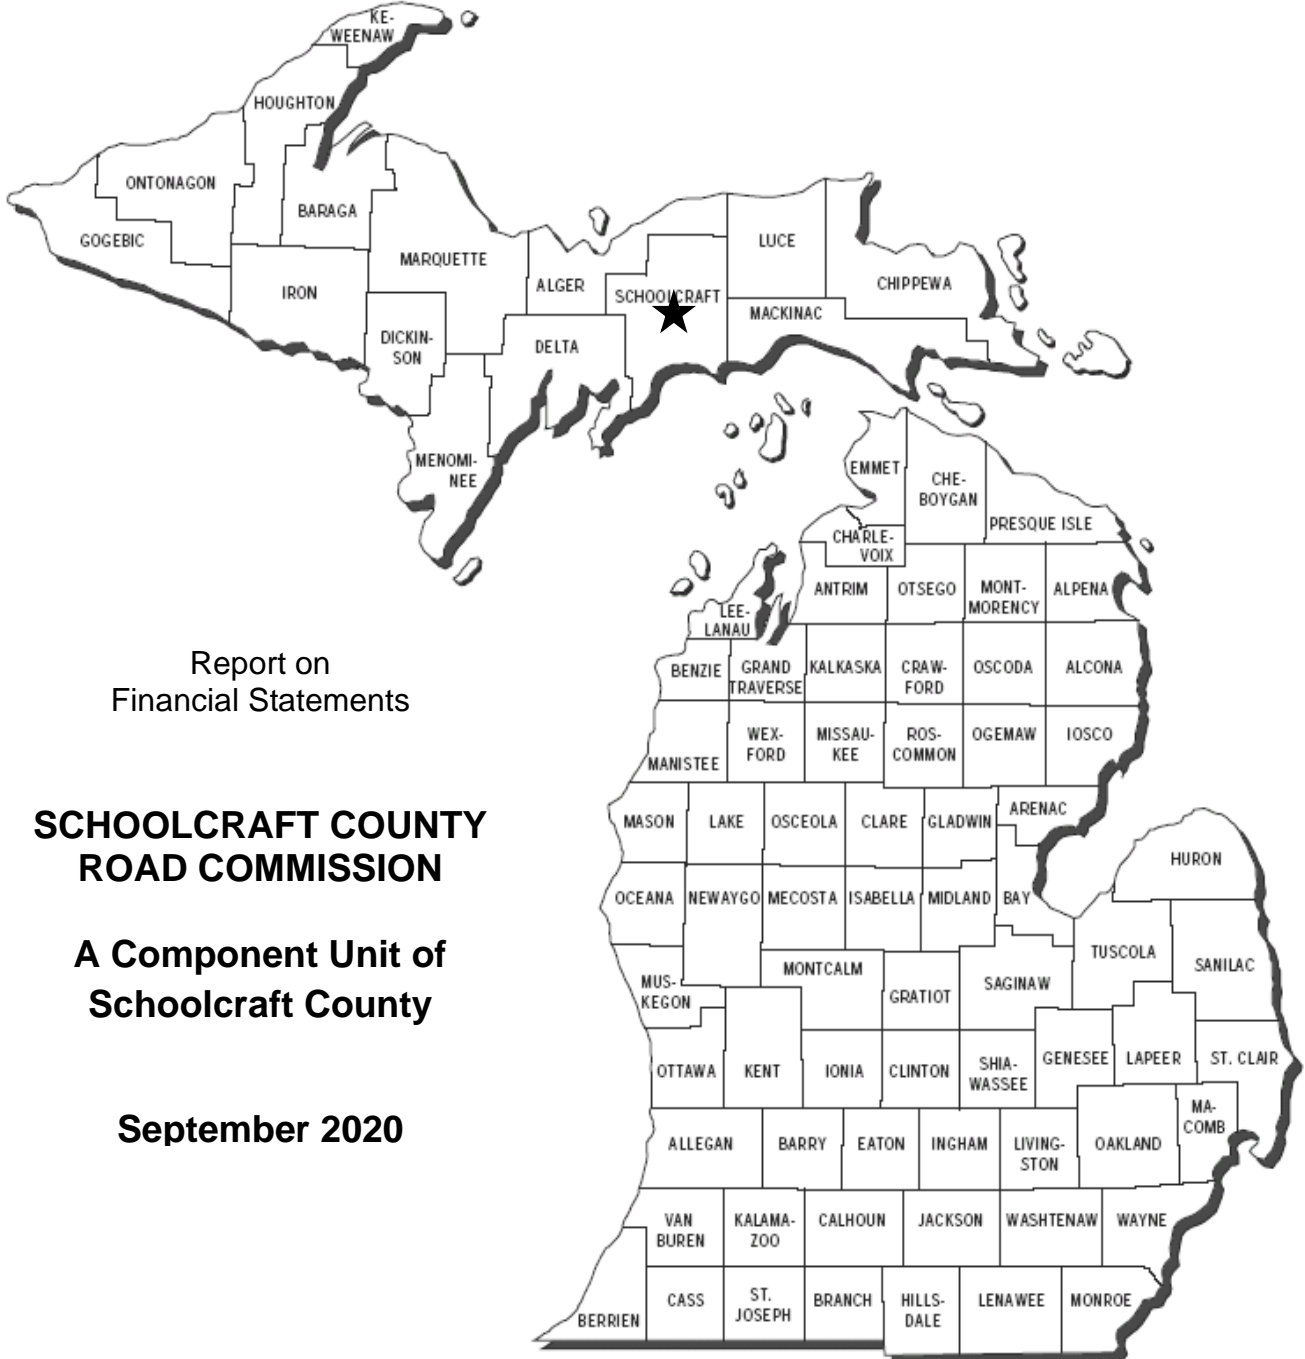 KE-
WEENAW
HOUGHTON
ONTONAGON
BARAGA
GOGEBIC
MARQUETTE
LUCE
IRON
ALGER
SCHOOLCRAFT
CHIPPEWA
MACKINAC
DICKIN-
SON
DELTA
MENOMI-
NEE
EMMET
CHE-
BOYGAN
PRESQUE ISLE
CHARLE-
VOIX
ANTRIM
OTSEGO
MONT-
MORENCY
ALPENA
LEE-
LANAU
Report on
Financial Statements
BENZIE
GRAND
TRAVERSE
KALKASKA
CRAW-
FORD
OSCODA
ALCONA
MANISTEE
WEX-
FORD
MISSAU-
KEE
ROS-
COMMON
OGEMAW
IOSCO
SCHOOLCRAFT COUNTY
ROAD COMMISSION
MASON
LAKE
OSCEOLA
CLARE
GLADWIN
ARENAC
HURON
OCEANA
NEWAYGO
MECOSTA
ISABELLA
MIDLAND
BAY
A Component Unit of
Schoolcraft County
MUS-
KEGON
MONTCALM
GRATIOT
SAGINAW
TUSCOLA
SANILAC
OTTAWA
KENT
IONIA
CLINTON
SHIA-
WASSEE
GENESEE
LAPEER
ST. CLAIR
September 2020
ALLEGAN
BARRY
EATON
INGHAM
LIVING-
STON
OAKLAND
MA-
COMB
VAN
BUREN
KALAMA-
ZOO
CALHOUN
JACKSON
WASHTENAW
WAYNE
BERRIEN
CASS
ST.
JOSEPH
BRANCH
HILLS-
DALE
LENAWEE
MONROE